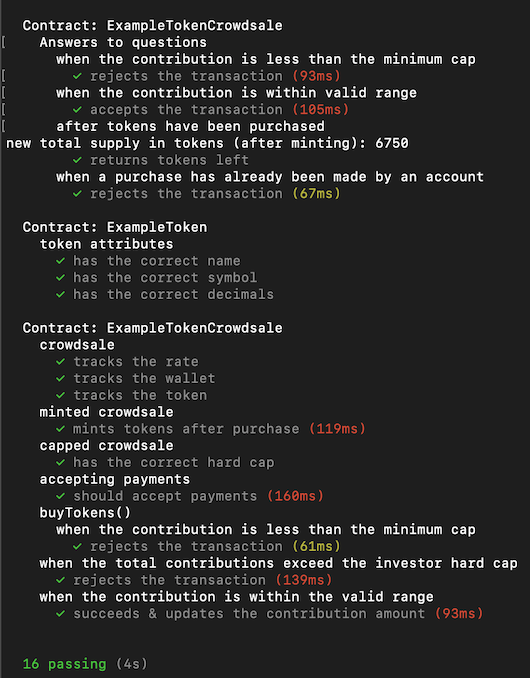 Contract: ExampleTokenCrowdsale
[ Answers to questions
when the contribution is less than the minimum cap
[ ✓ rejects the transaction (93ms)
[ when the contribution is within valid range
[ ✓ accepts the transaction (105ms)
[ after tokens have been purchased
new total supply in tokens (after minting): 6750
✓ returns tokens left
when a purchase has already been made by an account
✓ rejects the transaction (67ms)
Contract: ExampleToken
token attributes
✓ has the correct name
✓ has the correct symbol
✓ has the correct decimals
Contract: ExampleTokenCrowdsale
crowdsale
✓ tracks the rate
✓ tracks the wallet
✓ tracks the token
minted crowdsale
✓ mints tokens after purchase (119ms)
capped crowdsale
✓ has the correct hard cap
accepting payments
✓ should accept payments (160ms)
buyTokens()
when the contribution is less than the minimum cap
✓ rejects the transaction (61ms)
when the total contributions exceed the investor hard cap
✓ rejects the transaction (139ms)
when the contribution is within the valid range
✓ succeeds & updates the contribution amount (93ms)
16 passing (4s)